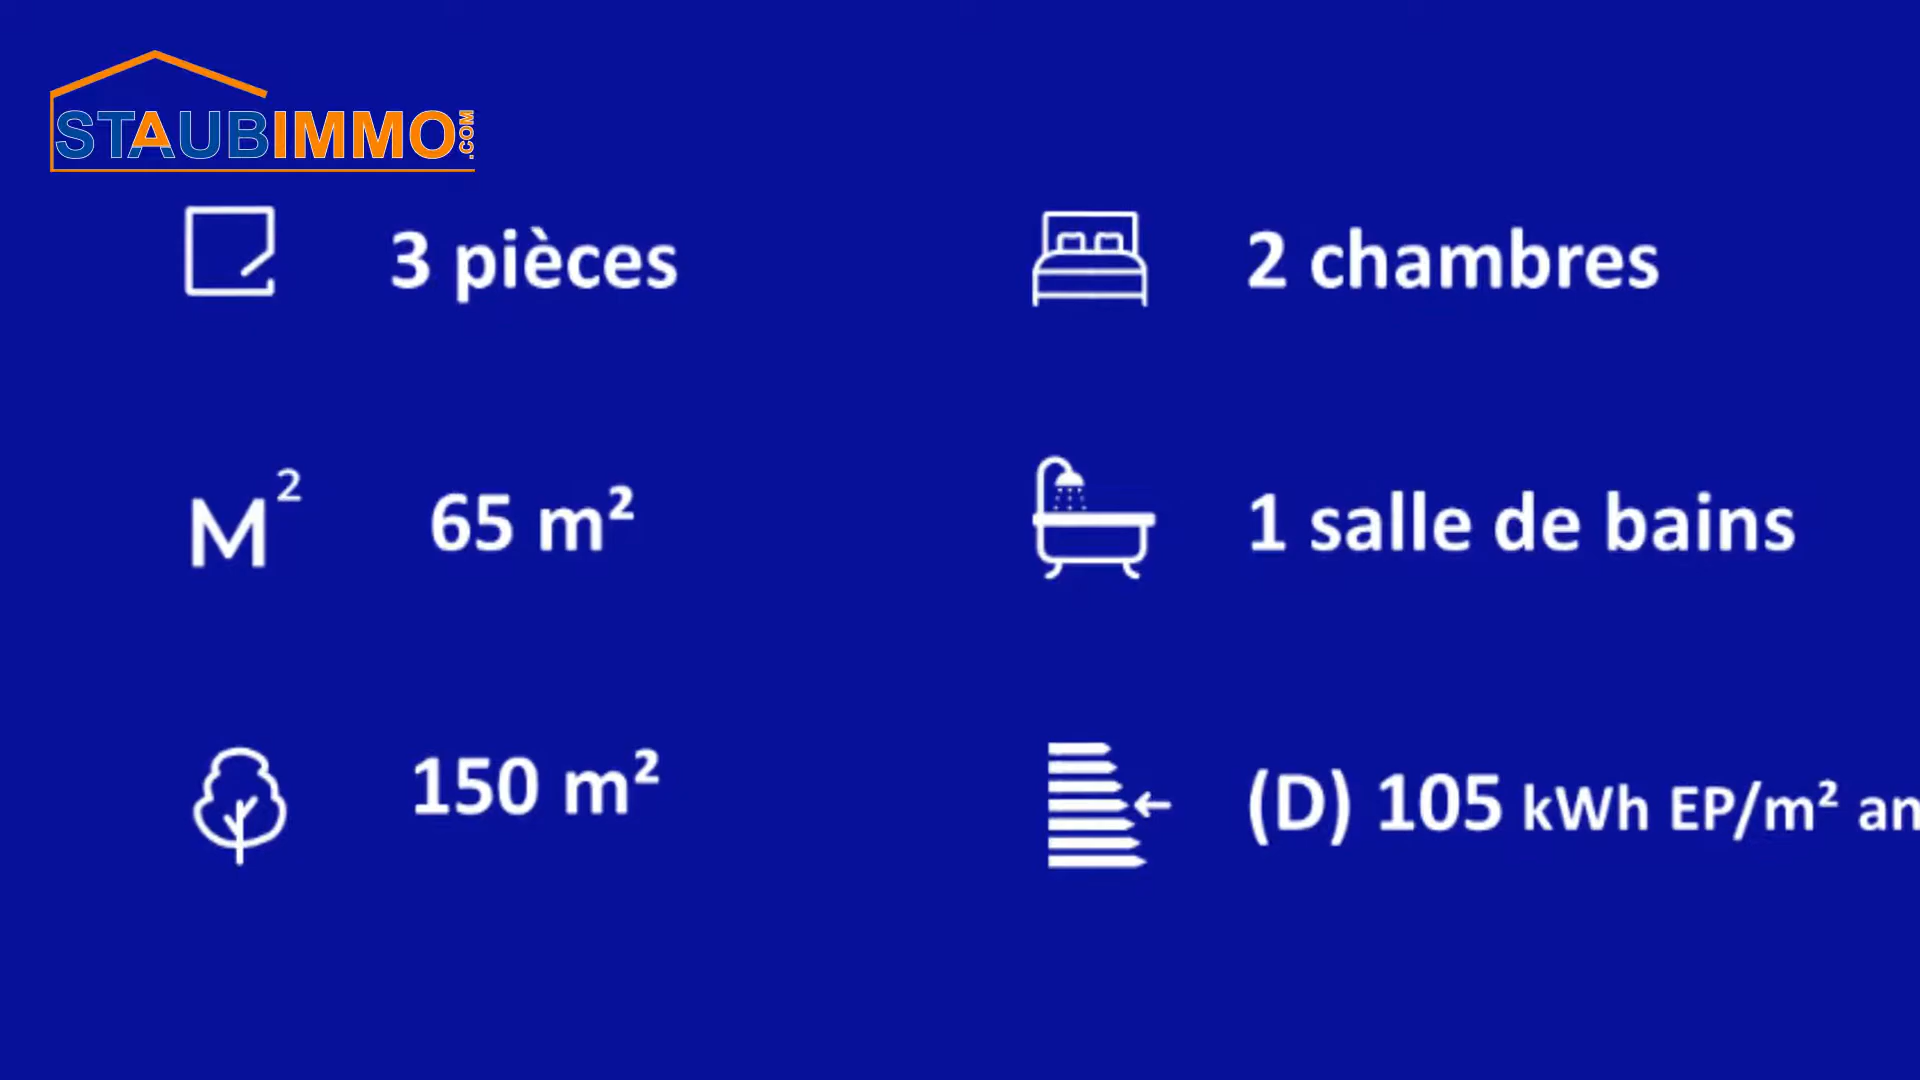 STAUBIMMO.COM
3 pièces
2 chambres
M²
65 m²
1 salle de bains
150 m²
(D) 105 kWh EP/m² an